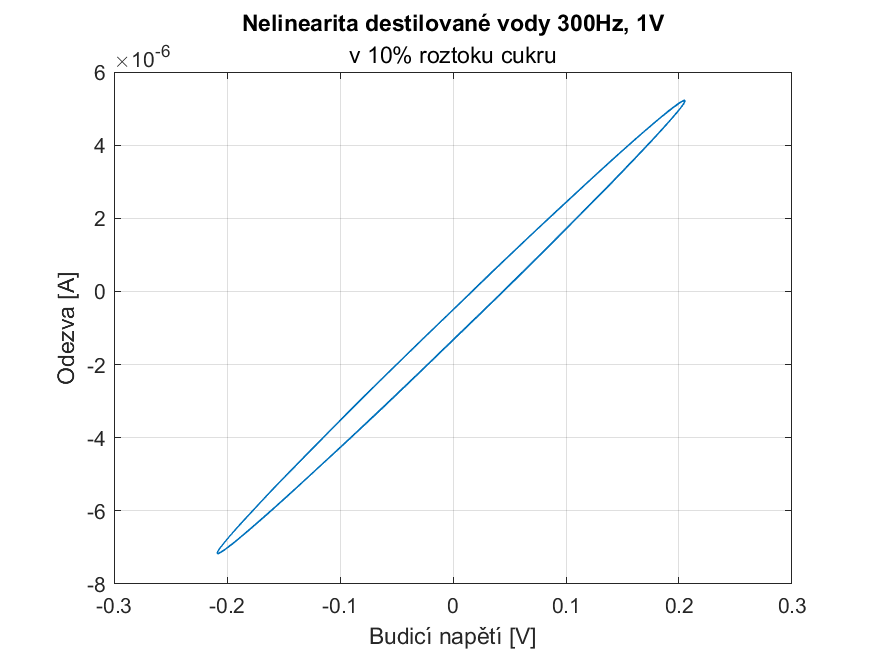 Nelinearita destilované vody 300Hz, 1V
v 10% roztoku cukru
×10-6
6
4
2
0
-2
-4
-6
-8
-0.3 -0.2 -0.1 0 0.1 0.2 0.3
Odezva [A]
Budicí napětí [V]